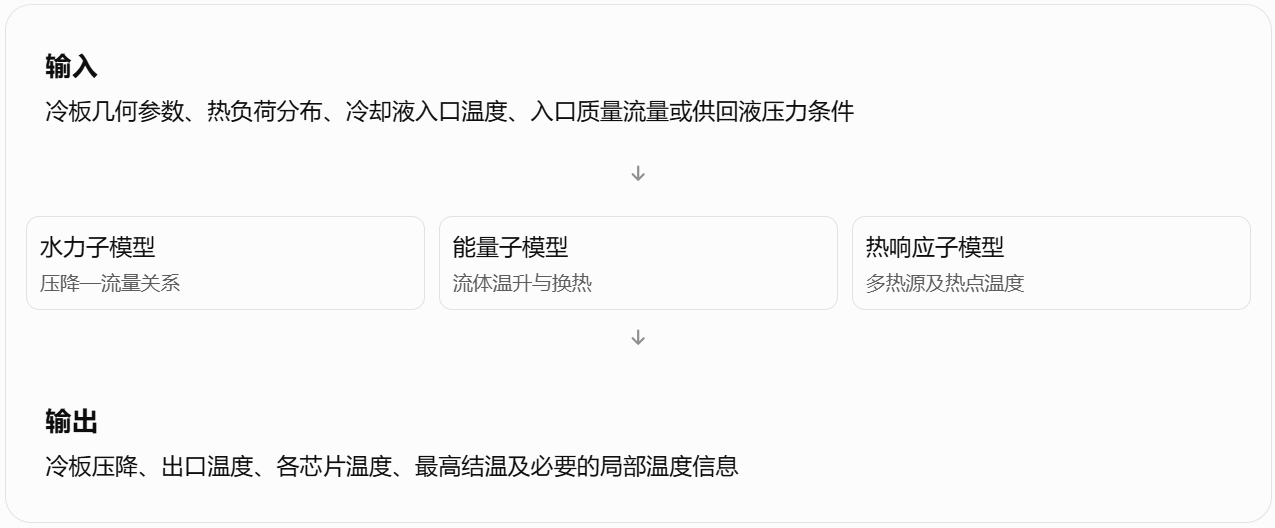 输入
冷板几何参数、热负荷分布、冷却液入口温度、入口质量流量或供回液压力条件
↓
水力子模型
压降—流量关系
能量子模型
流体温升与换热
热响应子模型
多热源及热点温度
↓
输出
冷板压降、出口温度、各芯片温度、最高结温及必要的局部温度信息